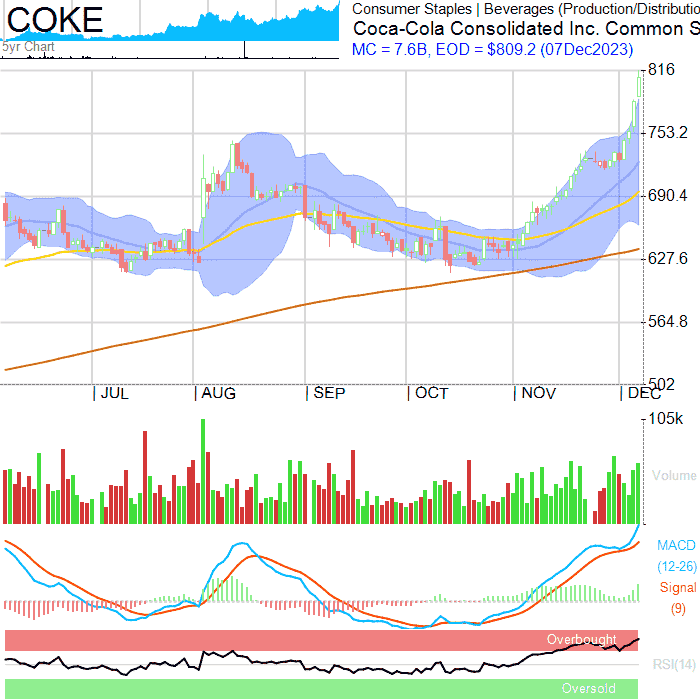 COKE
5yr Chart
Consumer Staples | Beverages (Production/Distributio
Coca-Cola Consolidated Inc. Common S
MC = 7.6B, EOD = $809.2 (07Dec2023)
816
753.2
690.4
627.6
564.8
502
JUL AUG SEP OCT NOV DEC
105k
Volume
MACD
(12-26)
Signal
(9)
Overbought
RSI(14)
Oversold